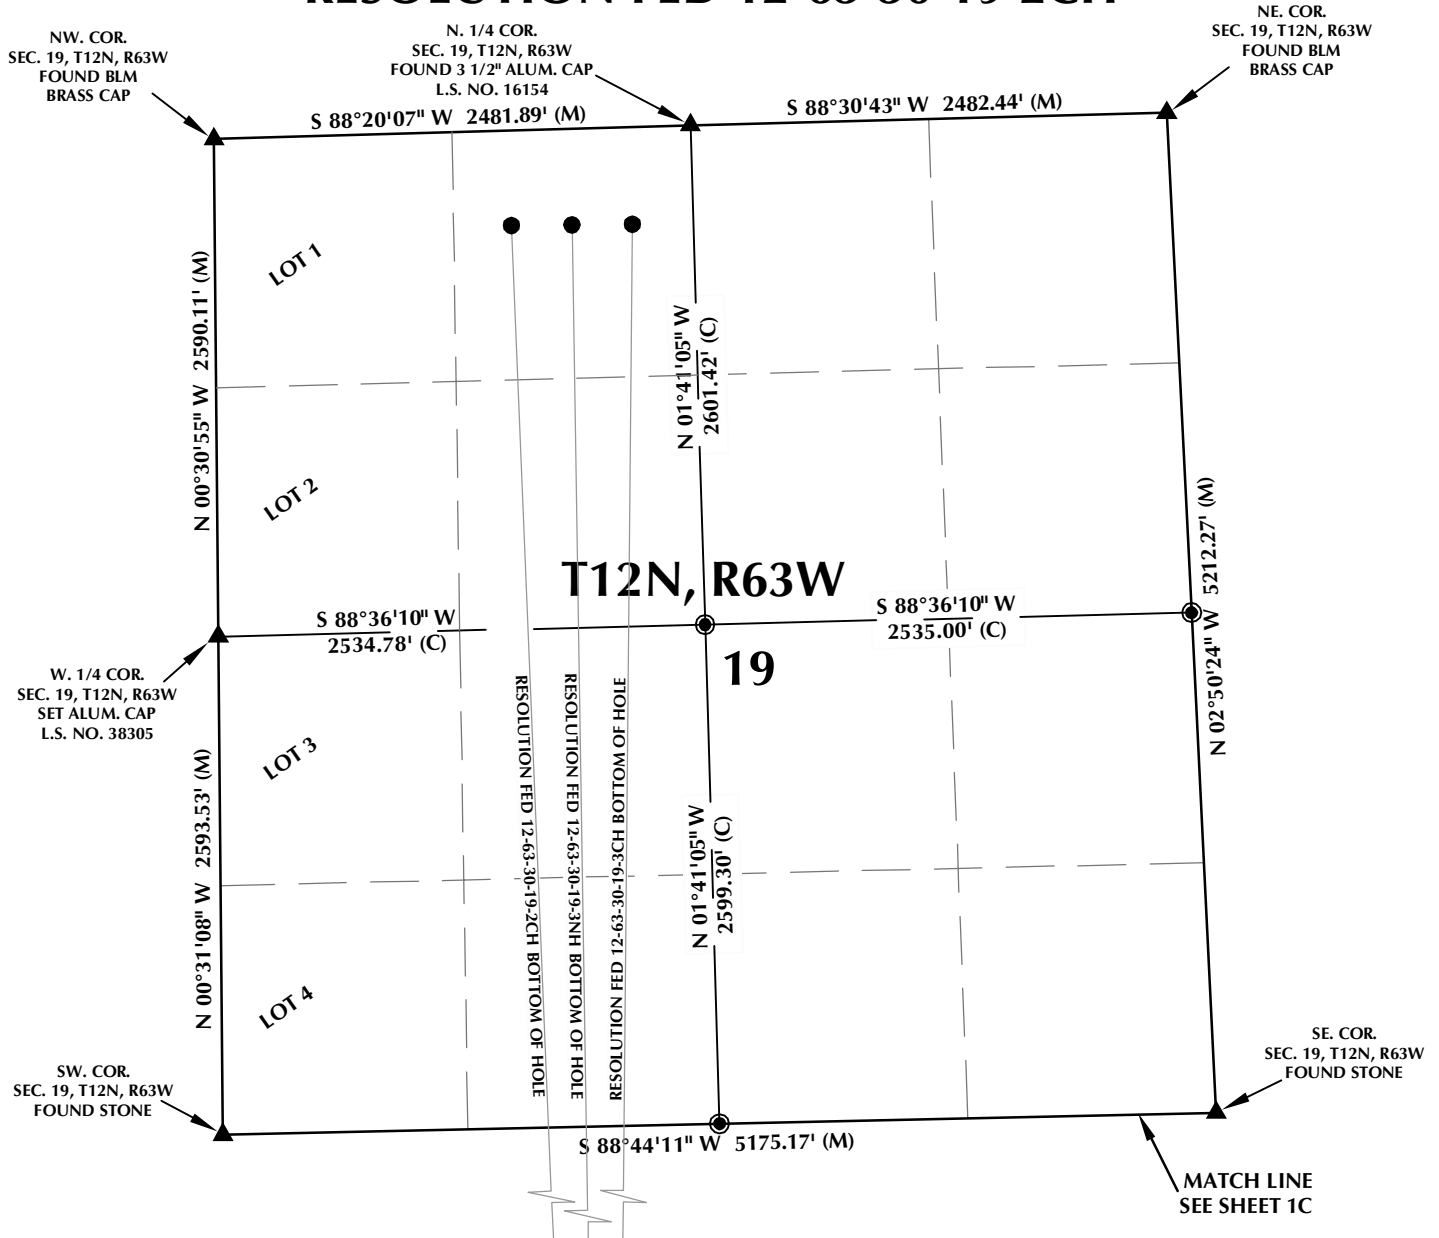 NW. COR.
SEC. 19, T12N, R63W
FOUND BLM
BRASS CAP
N. 1/4 COR.
SEC. 19, T12N, R63W
FOUND 3 1/2" ALUM. CAP
L.S. NO. 16154
NE. COR.
SEC. 19, T12N, R63W
FOUND BLM
BRASS CAP
S 88°20'07" W 2481.89' (M)
S 88°30'43" W 2482.44' (M)
LOT 1
N 00°30'55" W 2590.11' (M)
N 01°41'05" W
2601.42' (C)
LOT 2
T12N, R63W
19
S 88°36'10" W
2534.78' (C)
S 88°36'10" W
2535.00' (C)
N 02°50'24" W 5212.27' (M)
W. 1/4 COR.
SEC. 19, T12N, R63W
SET ALUM. CAP
L.S. NO. 38305
LOT 3
RESOLUTION FED 12-63-30-19-2CH BOTTOM OF HOLE
RESOLUTION FED 12-63-30-19-3NH BOTTOM OF HOLE
RESOLUTION FED 12-63-30-19-3CH BOTTOM OF HOLE
N 00°31'08" W 2593.53' (M)
N 01°41'05" W
2599.30' (C)
LOT 4
SW. COR.
SEC. 19, T12N, R63W
FOUND STONE
SE. COR.
SEC. 19, T12N, R63W
FOUND STONE
S 88°44'11" W 5175.17' (M)
MATCH LINE
SEE SHEET 1C